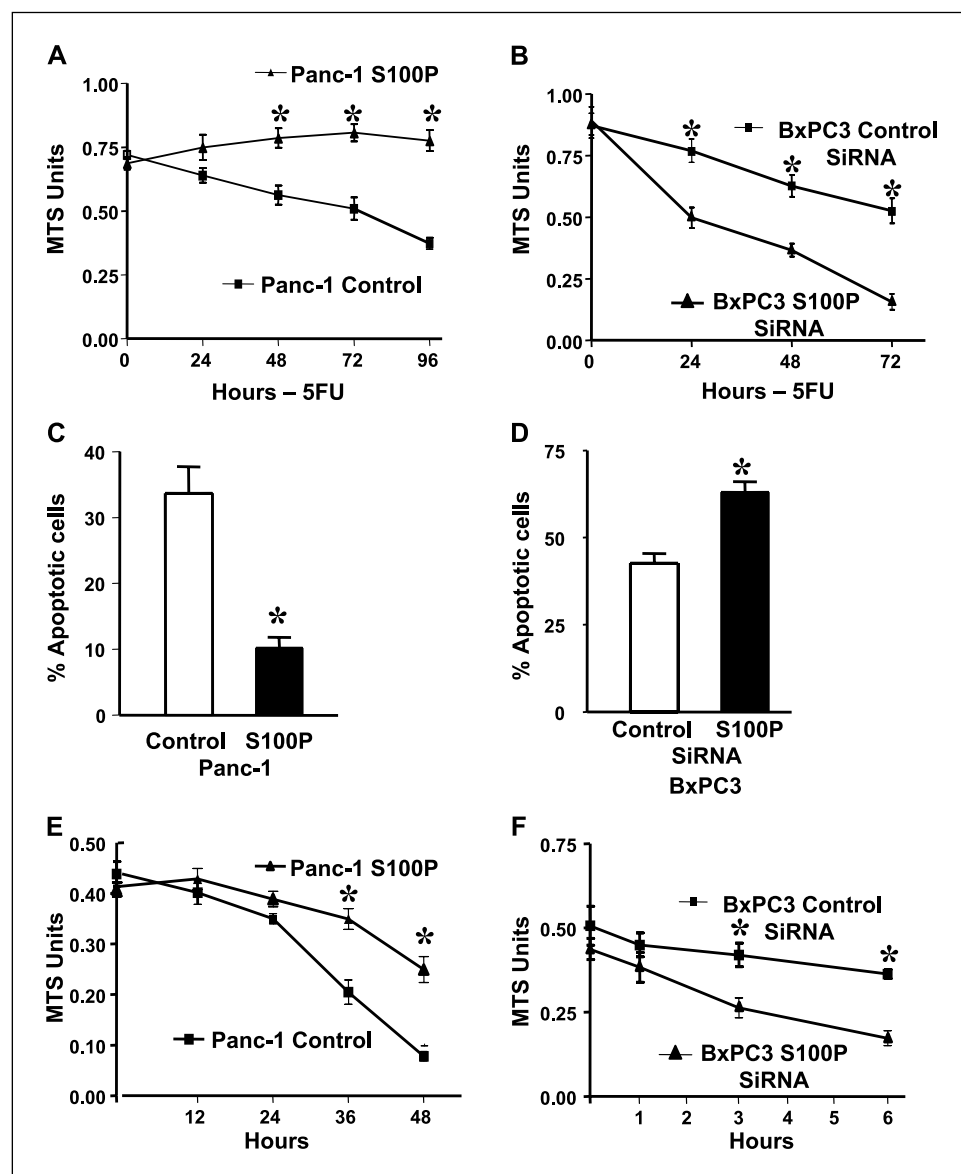 A
Panc-1 S100P
1.00
* * *
0.75
MTS Units
0.50
0.25
Panc-1 Control
0.00
0 24 48 72 96
Hours – 5FU
B
1.00
BxPC3 Control
SiRNA
* * *
0.75
MTS Units
0.50
0.25
BxPC3 S100P
SiRNA
0.00
0 24 48 72
Hours – 5FU
C
40
30
% Apoptotic cells
20
*
10
0
Control S100P
Panc-1
D
75
*
50
% Apoptotic cells
25
0
Control S100P
SiRNA
BxPC3
E
0.50
Panc-1 S100P
0.40
* *
0.30
MTS Units
0.20
Panc-1 Control
0.10
0.00
12 24 36 48
Hours
F
0.75
BxPC3 Control
SiRNA
* *
0.50
MTS Units
0.25
BxPC3 S100P
SiRNA
0.00
1 2 3 4 5 6
Hours